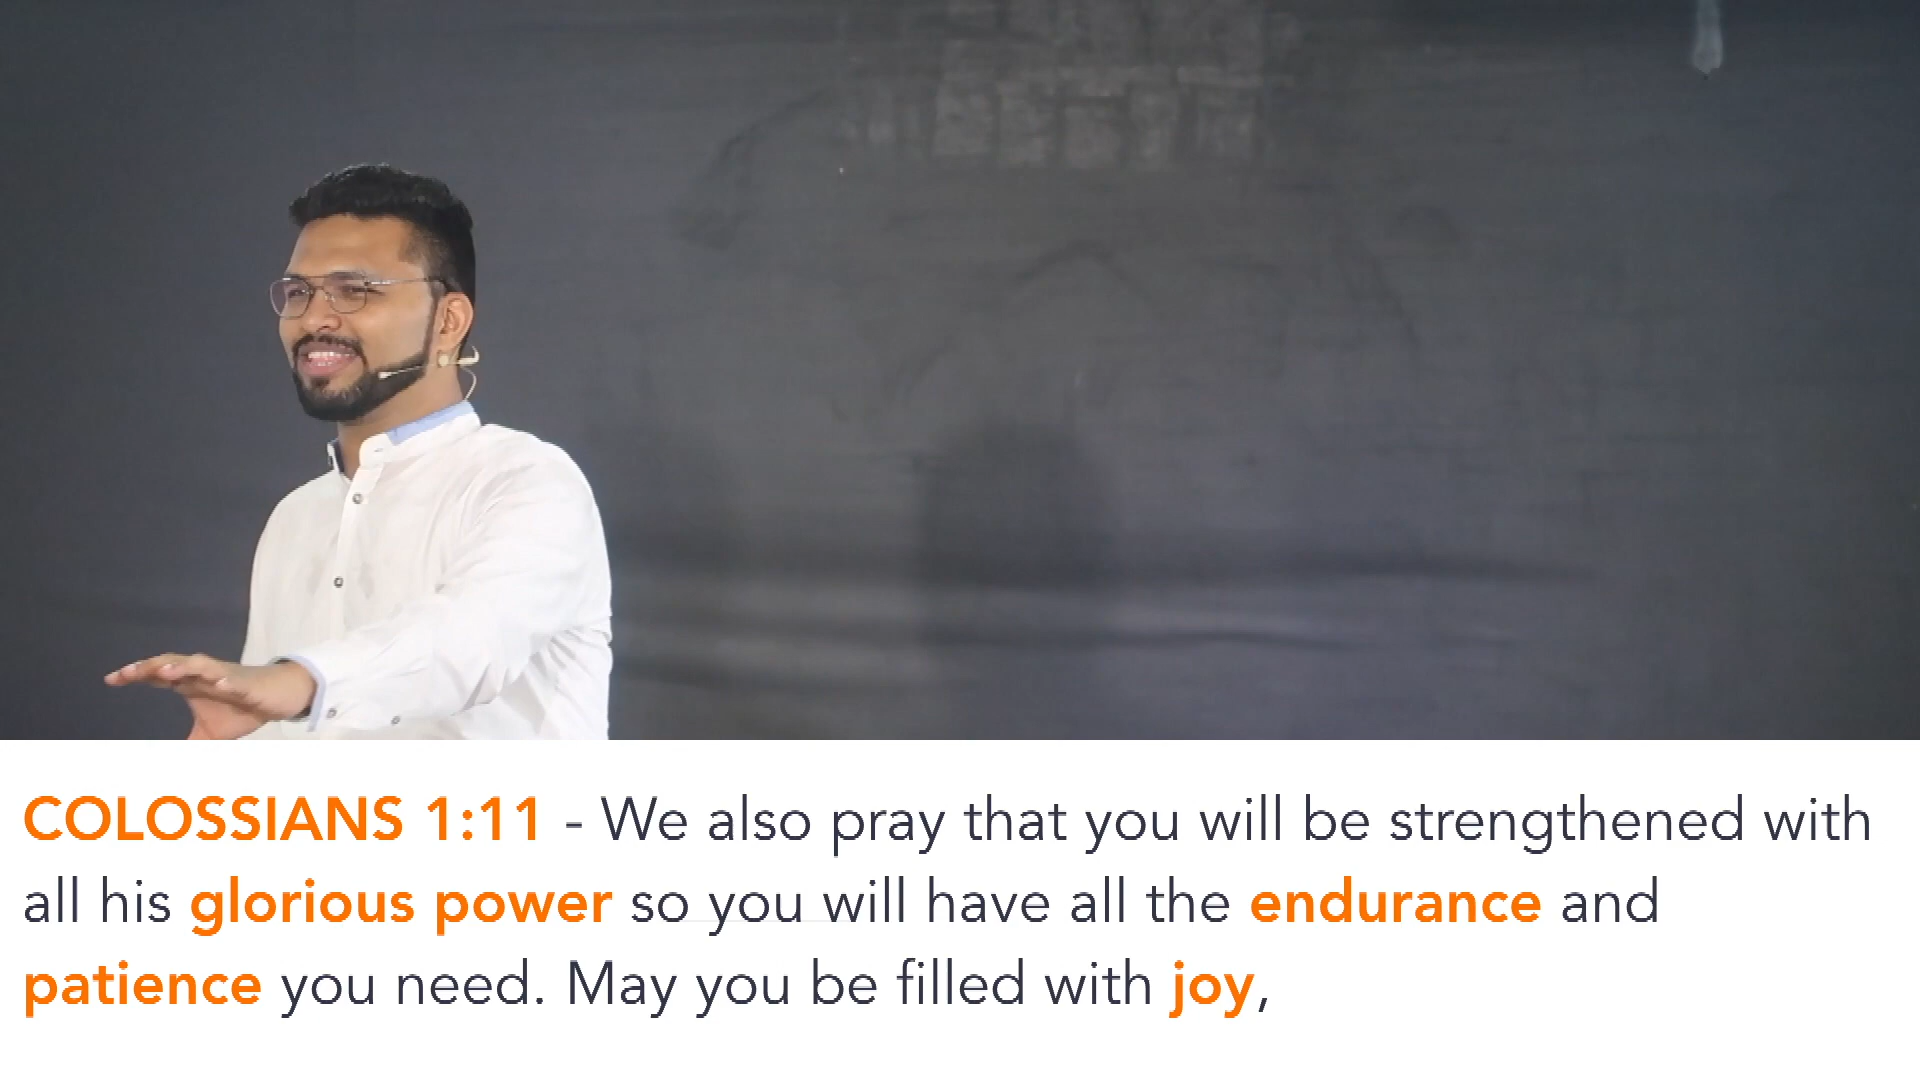 COLOSSIANS 1:11 - We also pray that you will be strengthened with
all his glorious power so you will have all the endurance and
patience you need. May you be filled with joy,